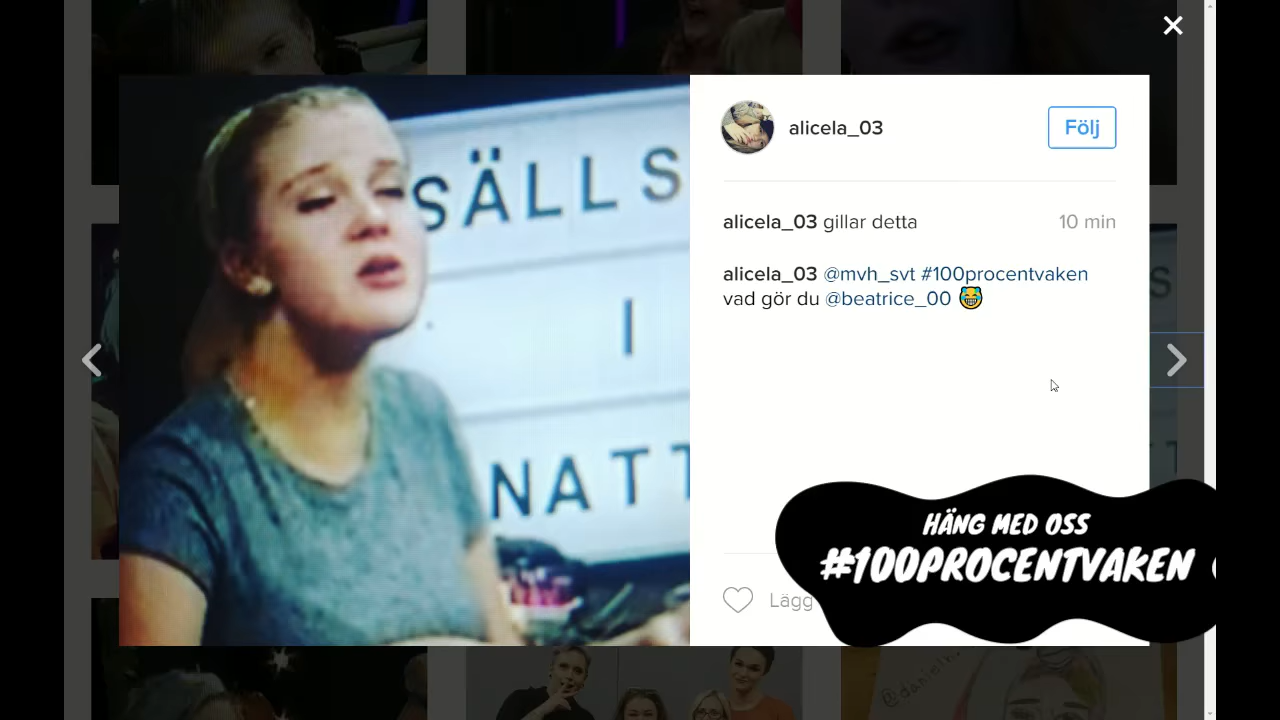 SÄLLS
I
NATT
alicela_03
Följ
alicela_03 gillar detta
10 min
alicela_03 @mvh_svt #100procentvaken
vad gör du @beatrice_00
HÄNG MED OSS
#100PROCENTVAKEN
Lägg